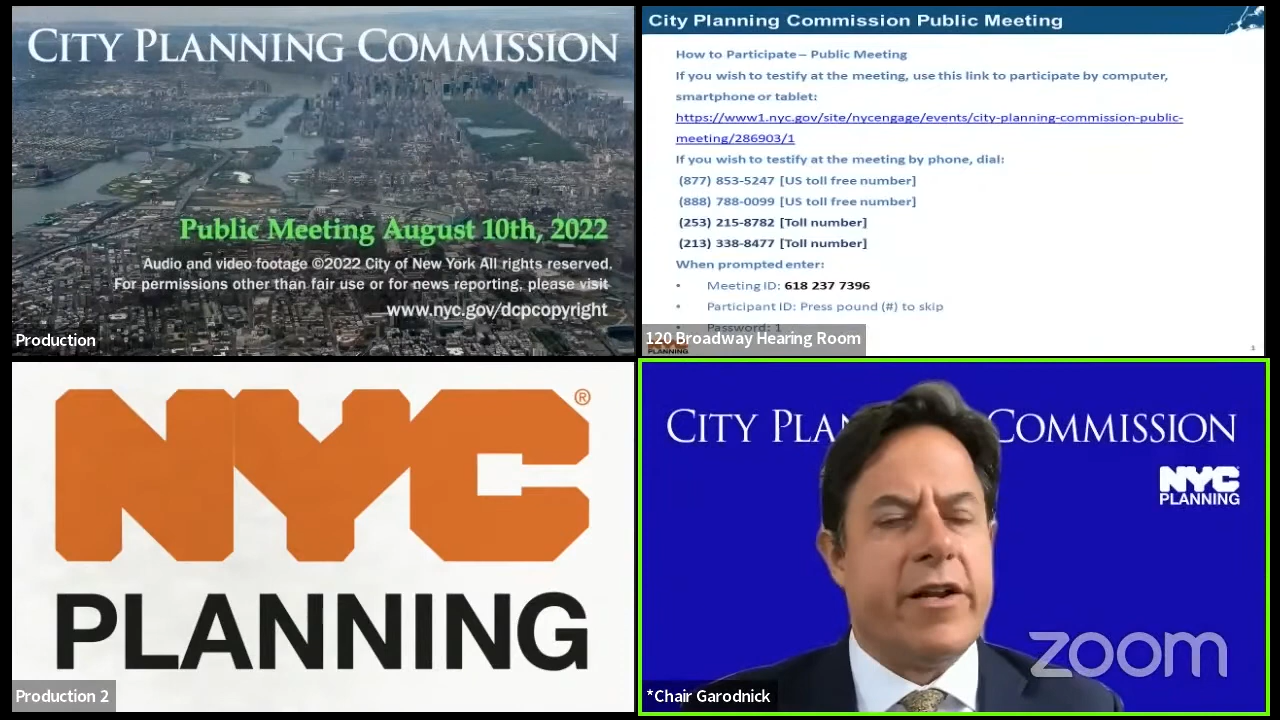 CITY PLANNING COMMISSION
Public Meeting August 10th, 2022
Audio and video footage ©2022 City of New York All rights reserved.
For permissions other than fair use or for news reporting, please visit
www.nyc.gov/dcpcopyright
Production
City Planning Commission Public Meeting
How to Participate – Public Meeting
If you wish to testify at the meeting, use this link to participate by computer,
smartphone or tablet:
https://www1.nyc.gov/site/nycengage/events/city-planning-commission-public-
meeting/286903/1
If you wish to testify at the meeting by phone, dial:
(877) 853-5247 [US toll free number]
(888) 788-0099 [US toll free number]
(253) 215-8782 [Toll number]
(213) 338-8477 [Toll number]
When prompted enter:
• Meeting ID: 618 237 7396
• Participant ID: Press pound (#) to skip
• Password: 1
120 Broadway Hearing Room
PLANNING
1
NYC®
PLANNING
Production 2
CITY PLAN COMMISSION
NYC
PLANNING
zoom
*Chair Garodnick